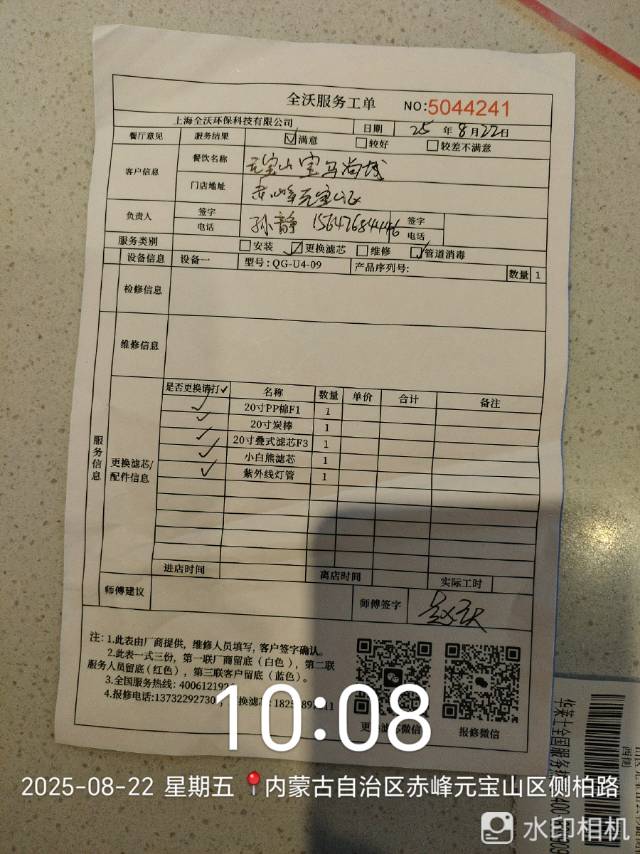 全沃服务工单 NO:5044241
上海全沃环保科技有限公司 日期 25 年 8 月 22 日
餐厅意见 服务结果 ☑满意 □较好 □较差不满意
客户信息 餐饮名称 元宝山宝马尚城
门店地址 赤峰元宝山区
负责人 签字 孙静 签字
电话 电话
服务类别 □安装 ☑更换滤芯 □维修 ☑管道消毒
设备信息 设备一 型号:QG-U4-09 产品序列号: 数量 1
检修信息
维修信息
服务信息
更换滤芯/配件信息
是否更换请打✓ 名称 数量 单价 合计 备注
✓ 20寸PP棉F1 1
✓ 20寸炭棒 1
✓ 20寸叠式滤芯F3 1
✓ 小白熊滤芯 1
✓ 紫外线灯管 1
进店时间 离店时间 实际工时
师傅建议 师傅签字
注: 1.此表由厂商提供, 维修人员填写, 客户签字确认。
2.此表一式三份, 第一联厂商留底(白色), 第二联
服务人员留底(红色), 第三联客户留底(蓝色)。
3.全国服务热线:
4.报修电话:13732292730
报修微信
10:08
2025-08-22 星期五 内蒙古自治区赤峰元宝山区侧柏路
水印相机